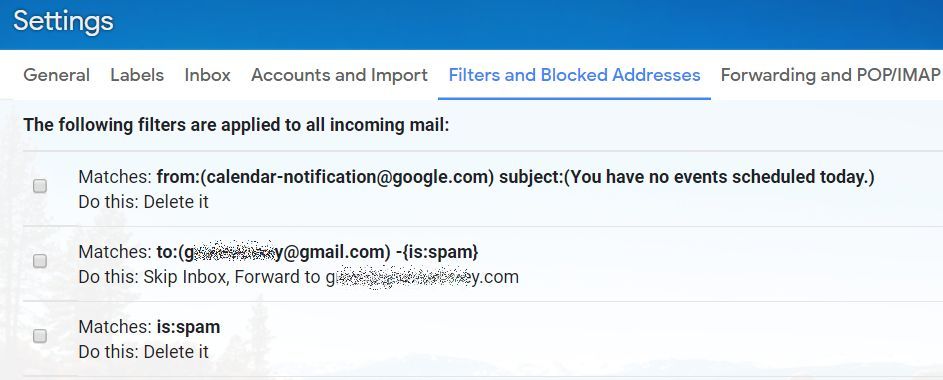 Settings
General Labels Inbox Accounts and Import Filters and Blocked Addresses Forwarding and POP/IMAP
The following filters are applied to all incoming mail:
Matches: from:(calendar-notification@google.com) subject:(You have no events scheduled today.)
Do this: Delete it
Matches: to:(g y@gmail.com) -{is:spam}
Do this: Skip Inbox, Forward to g y.com
Matches: is:spam
Do this: Delete it